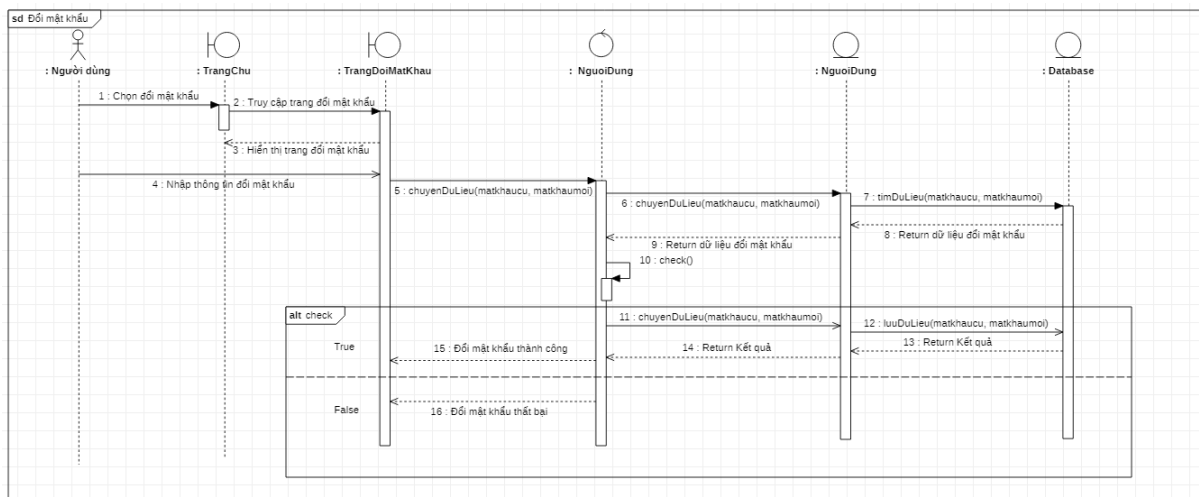 sd Đổi mật khẩu
: Người dùng
: TrangChu
: TrangDoiMatKhau
: NguoiDung
: NguoiDung
: Database
1 : Chọn đổi mật khẩu
2 : Truy cập trang đổi mật khẩu
3 : Hiển thị trang đổi mật khẩu
4 : Nhập thông tin đổi mật khẩu
5 : chuyenDuLieu(matkhaucu, matkhaumoi)
6 : chuyenDuLieu(matkhaucu, matkhaumoi)
7 : timDuLieu(matkhaucu, matkhaumoi)
8 : Return dữ liệu đổi mật khẩu
9 : Return dữ liệu đổi mật khẩu
10 : check()
alt check
11 : chuyenDuLieu(matkhaucu, matkhaumoi)
12 : luuDuLieu(matkhaucu, matkhaumoi)
13 : Return Kết quả
14 : Return Kết quả
True
15 : Đổi mật khẩu thành công
False
16 : Đổi mật khẩu thất bại